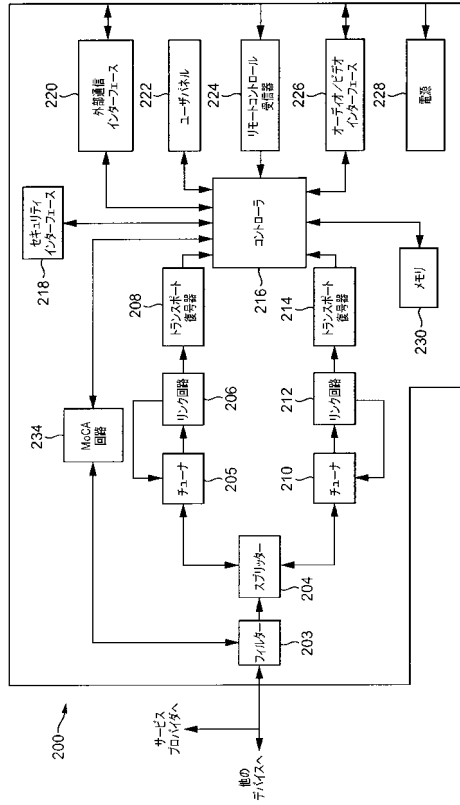 200
サービス
プロバイダへ
他の
デバイスへ
フィルター
203
スプリッター
204
MoCA
回路
234
チューナ
205
リンク回路
206
トランスポート
復号器
208
チューナ
210
リンク回路
212
トランスポート
復号器
214
セキュリティ
インターフェース
218
コントローラ
216
メモリ
230
220
外部通信
インターフェース
222
ユーザパネル
224
リモートコントロール
受信器
226
オーディオ/ビデオ
インターフェース
228
電源